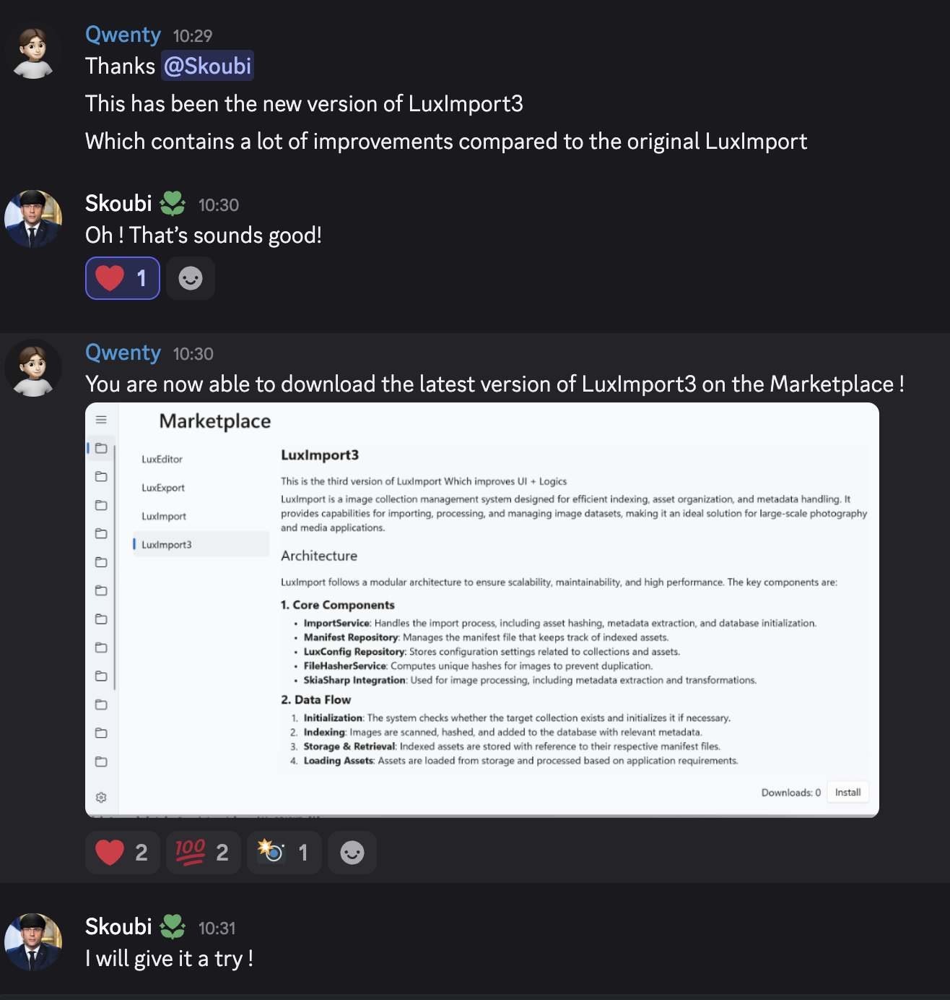 Qwenty 10:29
Thanks @Skoubi
This has been the new version of LuxImport3
Which contains a lot of improvements compared to the original LuxImport
Skoubi 10:30
Oh ! That’s sounds good!
1
Qwenty 10:30
You are now able to download the latest version of LuxImport3 on the Marketplace !
Marketplace
LuxEditor
LuxExport
LuxImport
LuxImport3
LuxImport3
This is the third version of LuxImport Which improves UI + Logics
LuxImport is a image collection management system designed for efficient indexing, asset organization, and metadata handling. It
provides capabilities for importing, processing, and managing image datasets, making it an ideal solution for large-scale photography
and media applications.
Architecture
LuxImport follows a modular architecture to ensure scalability, maintainability, and high performance. The key components are:
1. Core Components
• ImportService: Handles the import process, including asset hashing, metadata extraction, and database initialization.
• Manifest Repository: Manages the manifest file that keeps track of indexed assets.
• LuxConfig Repository: Stores configuration settings related to collections and assets.
• FileHasherService: Computes unique hashes for images to prevent duplication.
• SkiaSharp Integration: Used for image processing, including metadata extraction and transformations.
2. Data Flow
1. Initialization: The system checks whether the target collection exists and initializes it if necessary.
2. Indexing: Images are scanned, hashed, and added to the database with relevant metadata.
3. Storage & Retrieval: Indexed assets are stored with reference to their respective manifest files.
4. Loading Assets: Assets are loaded from storage and processed based on application requirements.
Downloads: 0 Install
2 100 2 1
Skoubi 10:31
I will give it a try !